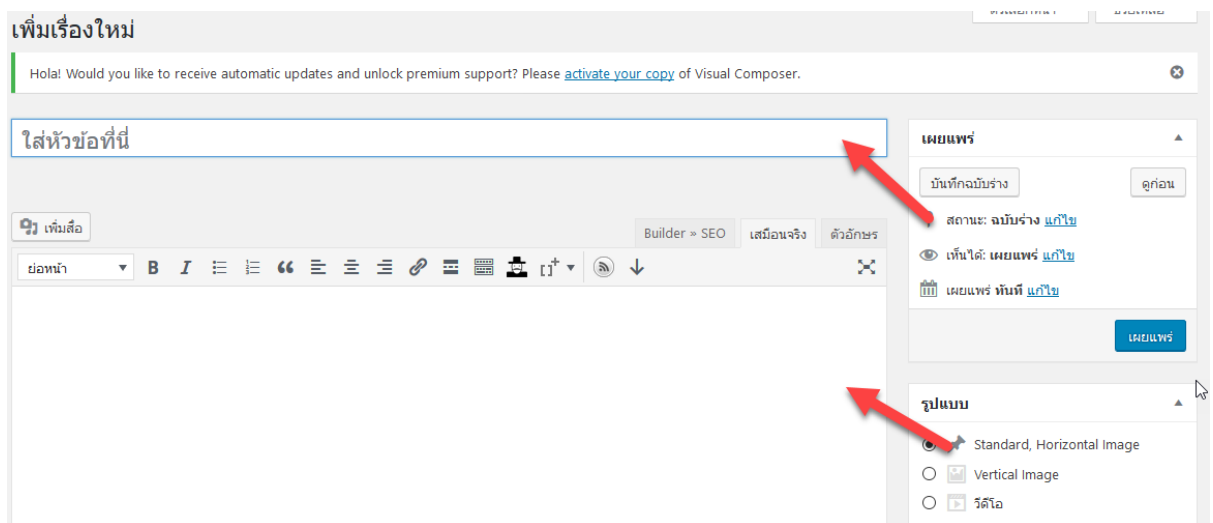 เพิ่มเรื่องใหม่
Hola! Would you like to receive automatic updates and unlock premium support? Please activate your copy of Visual Composer.
ใส่หัวข้อที่นี่
เพิ่มสื่อ
Builder » SEO เสมือนจริง ตัวอักษร
ย่อหน้า B I
เผยแพร่
บันทึกฉบับร่าง ดูก่อน
สถานะ: ฉบับร่าง แก้ไข
เห็นได้: เผยแพร่ แก้ไข
เผยแพร่ ทันที แก้ไข
เผยแพร่
รูปแบบ
Standard, Horizontal Image
Vertical Image
วีดีโอ